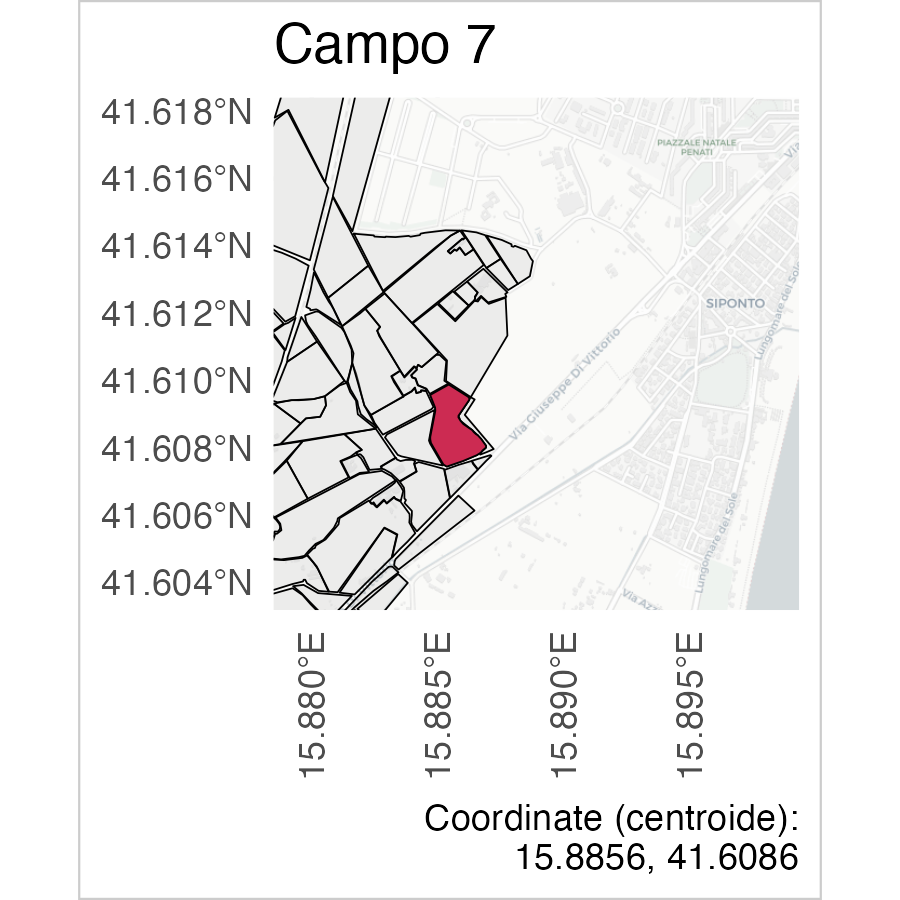 Campo 7
41.618°N
41.616°N
41.614°N
41.612°N
41.610°N
41.608°N
41.606°N
41.604°N
PIAZZALE NATALE
PENATI
Via
SIPONTO
Lungomare del Sole
Via Giuseppe Di Vittorio
Lungomare del Sole
15.880°E
15.885°E
15.890°E
15.895°E
Coordinate (centroide):
15.8856, 41.6086